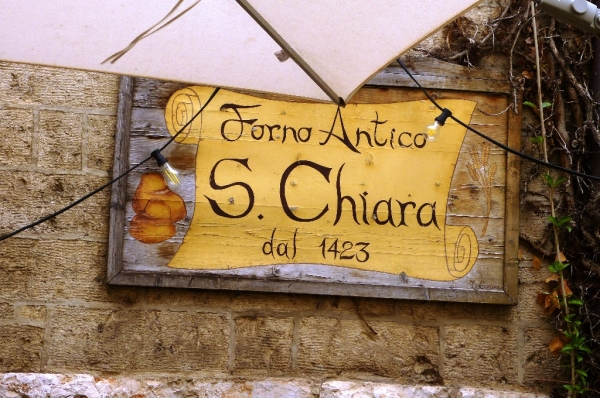 Forno Antico
S. Chiara
dal 1423